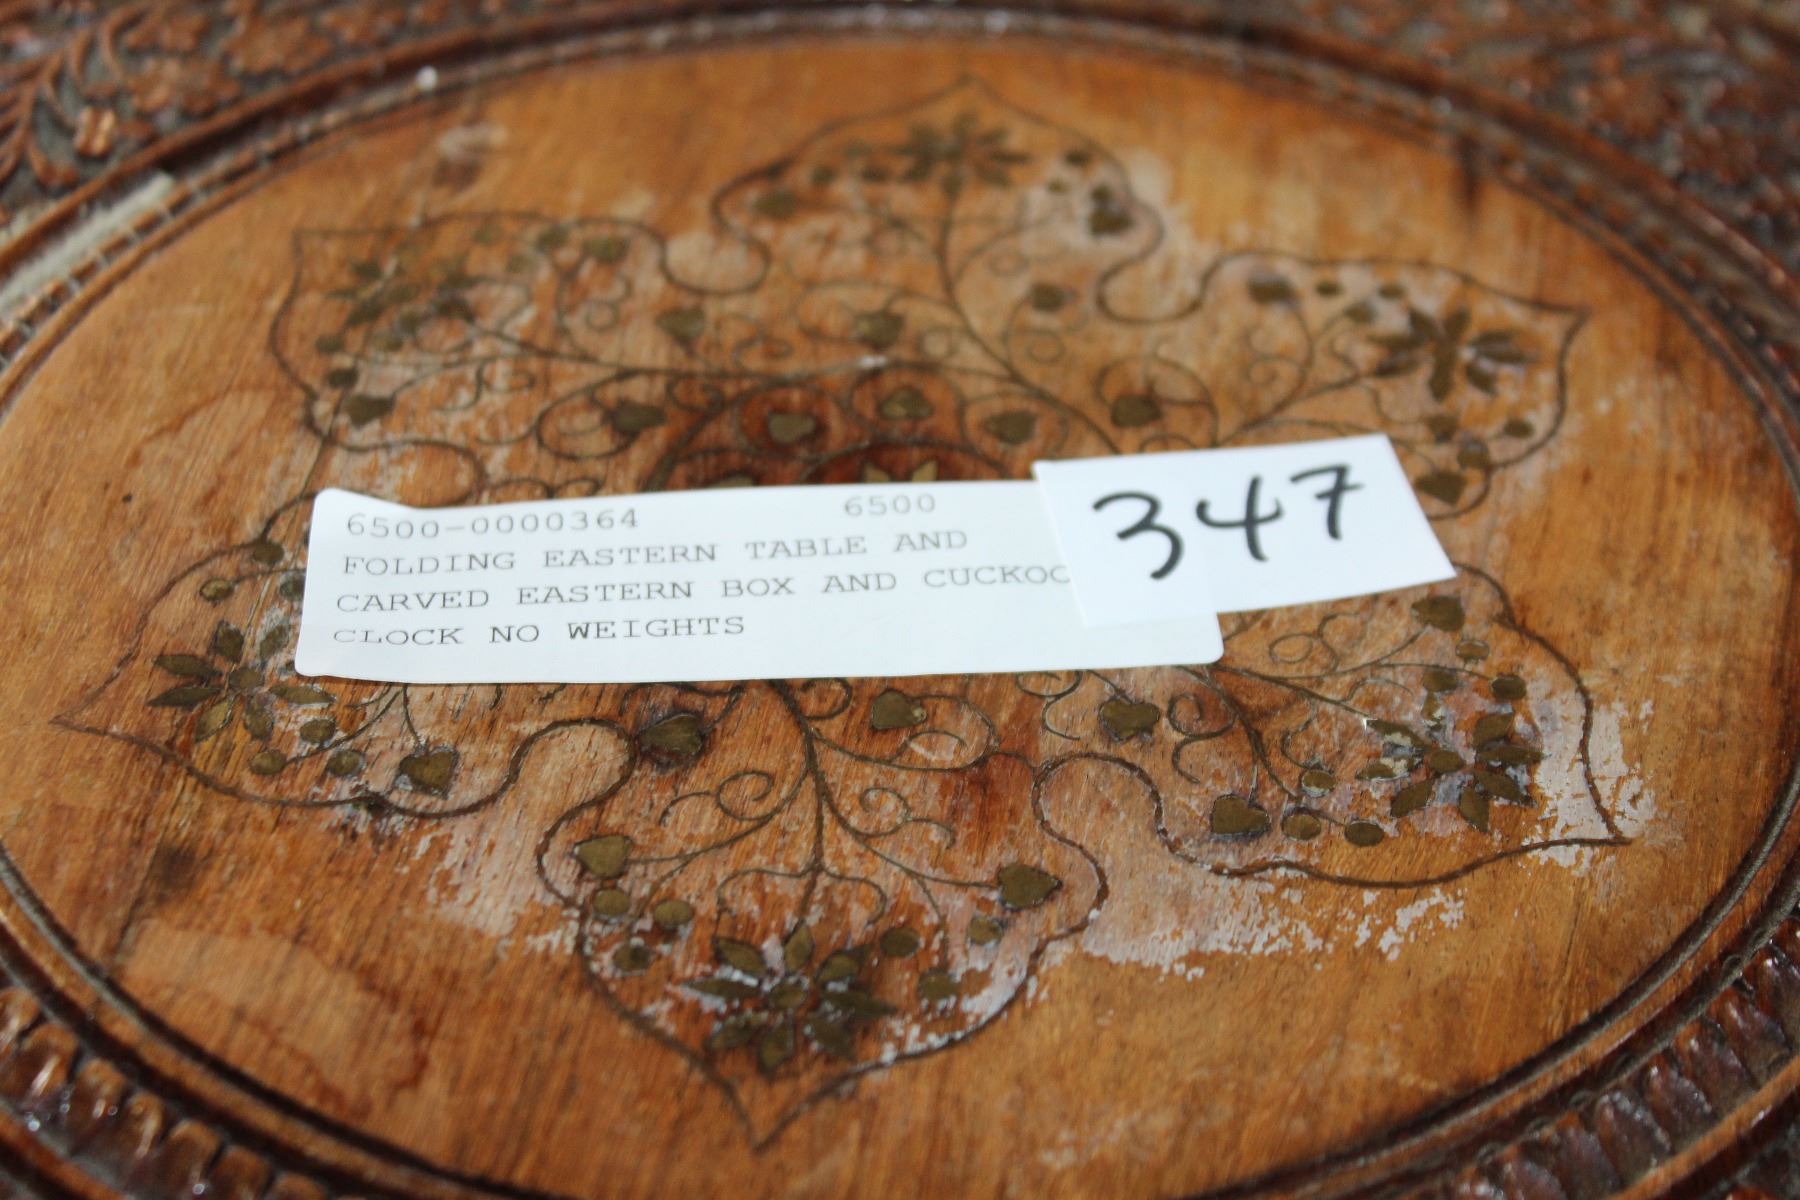 6500-0000364 6500
FOLDING EASTERN TABLE AND
CARVED EASTERN BOX AND CUCKOO
CLOCK NO WEIGHTS
347